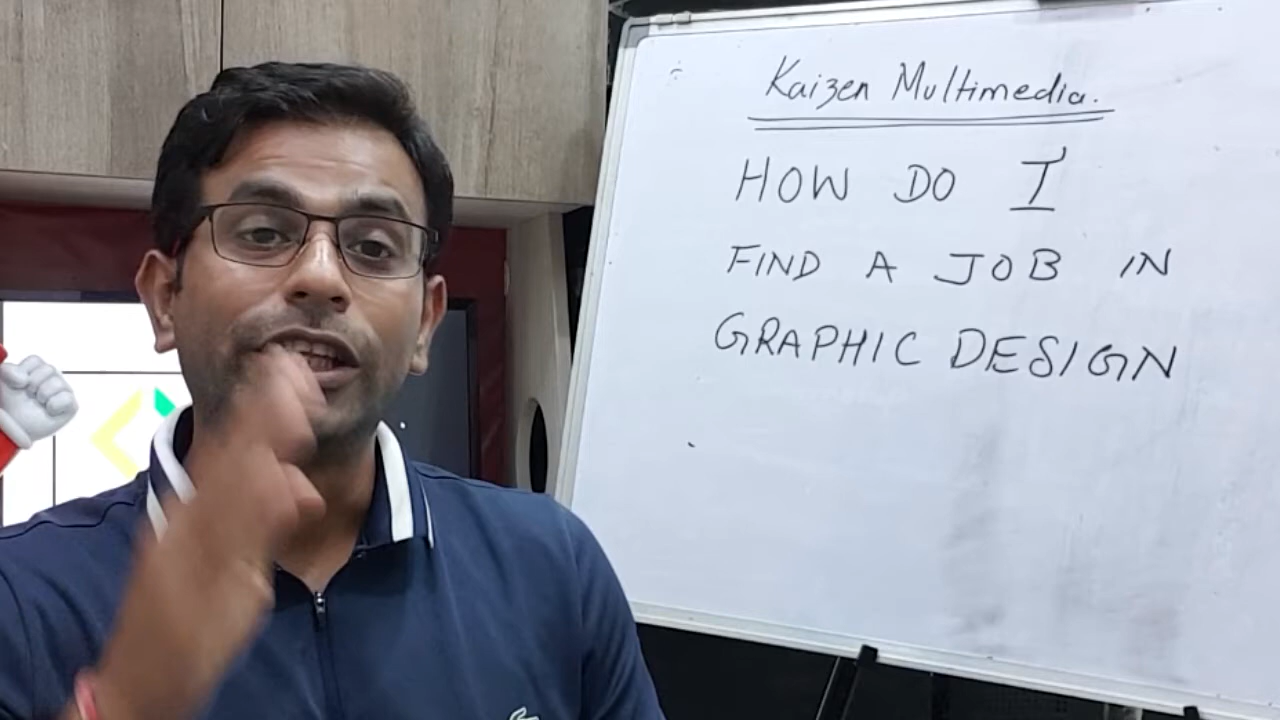 Kaizen Multimedia.
HOW DO I
FIND A JOB IN
GRAPHIC DESIGN